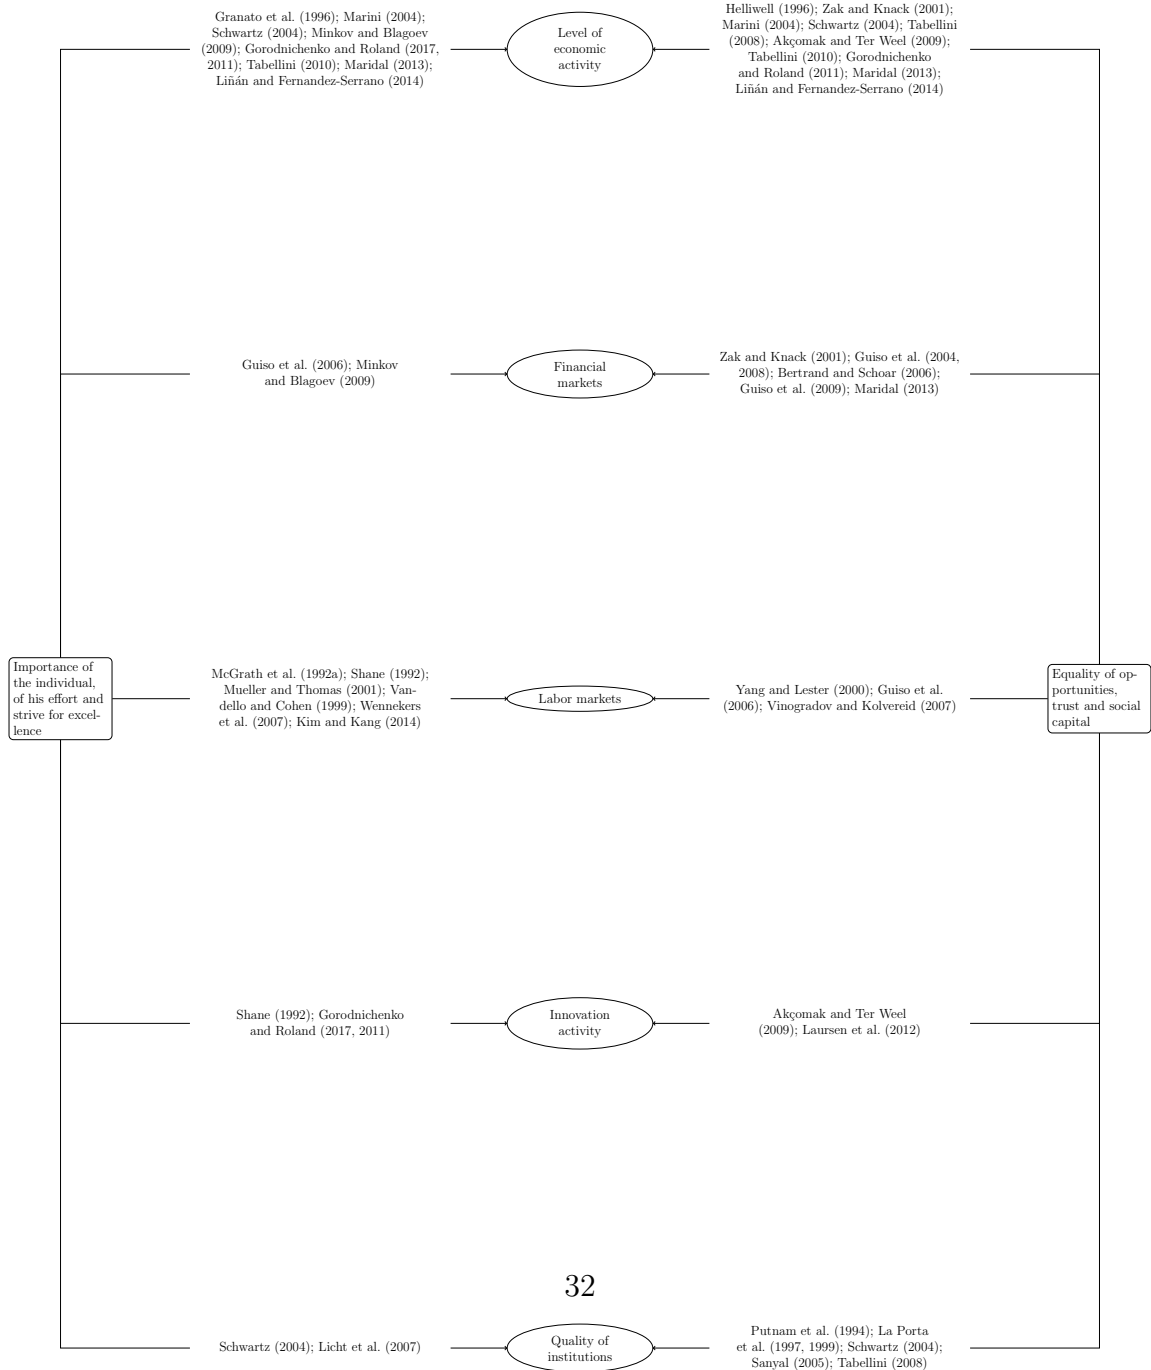 Granato et al. (1996); Marini (2004);
Schwartz (2004); Minkov and Blagoev
(2009); Gorodnichenko and Roland (2017,
2011); Tabellini (2010); Maridal (2013);
Liñán and Fernandez-Serrano (2014)
Level of
economic
activity
Helliwell (1996); Zak and Knack (2001);
Marini (2004); Schwartz (2004); Tabellini
(2008); Akçomak and Ter Weel (2009);
Tabellini (2010); Gorodnichenko
and Roland (2011); Maridal (2013);
Liñán and Fernandez-Serrano (2014)
Guiso et al. (2006); Minkov
and Blagoev (2009)
Financial
markets
Zak and Knack (2001); Guiso et al. (2004,
2008); Bertrand and Schoar (2006);
Guiso et al. (2009); Maridal (2013)
Importance of
the individual,
of his effort and
strive for excel-
lence
McGrath et al. (1992a); Shane (1992);
Mueller and Thomas (2001); Van-
dello and Cohen (1999); Wennekers
et al. (2007); Kim and Kang (2014)
Labor markets
Yang and Lester (2000); Guiso et al.
(2006); Vinogradov and Kolvereid (2007)
Equality of op-
portunities,
trust and social
capital
Shane (1992); Gorodnichenko
and Roland (2017, 2011)
Innovation
activity
Akçomak and Ter Weel
(2009); Laursen et al. (2012)
32
Schwartz (2004); Licht et al. (2007)
Quality of
institutions
Putnam et al. (1994); La Porta
et al. (1997, 1999); Schwartz (2004);
Sanyal (2005); Tabellini (2008)